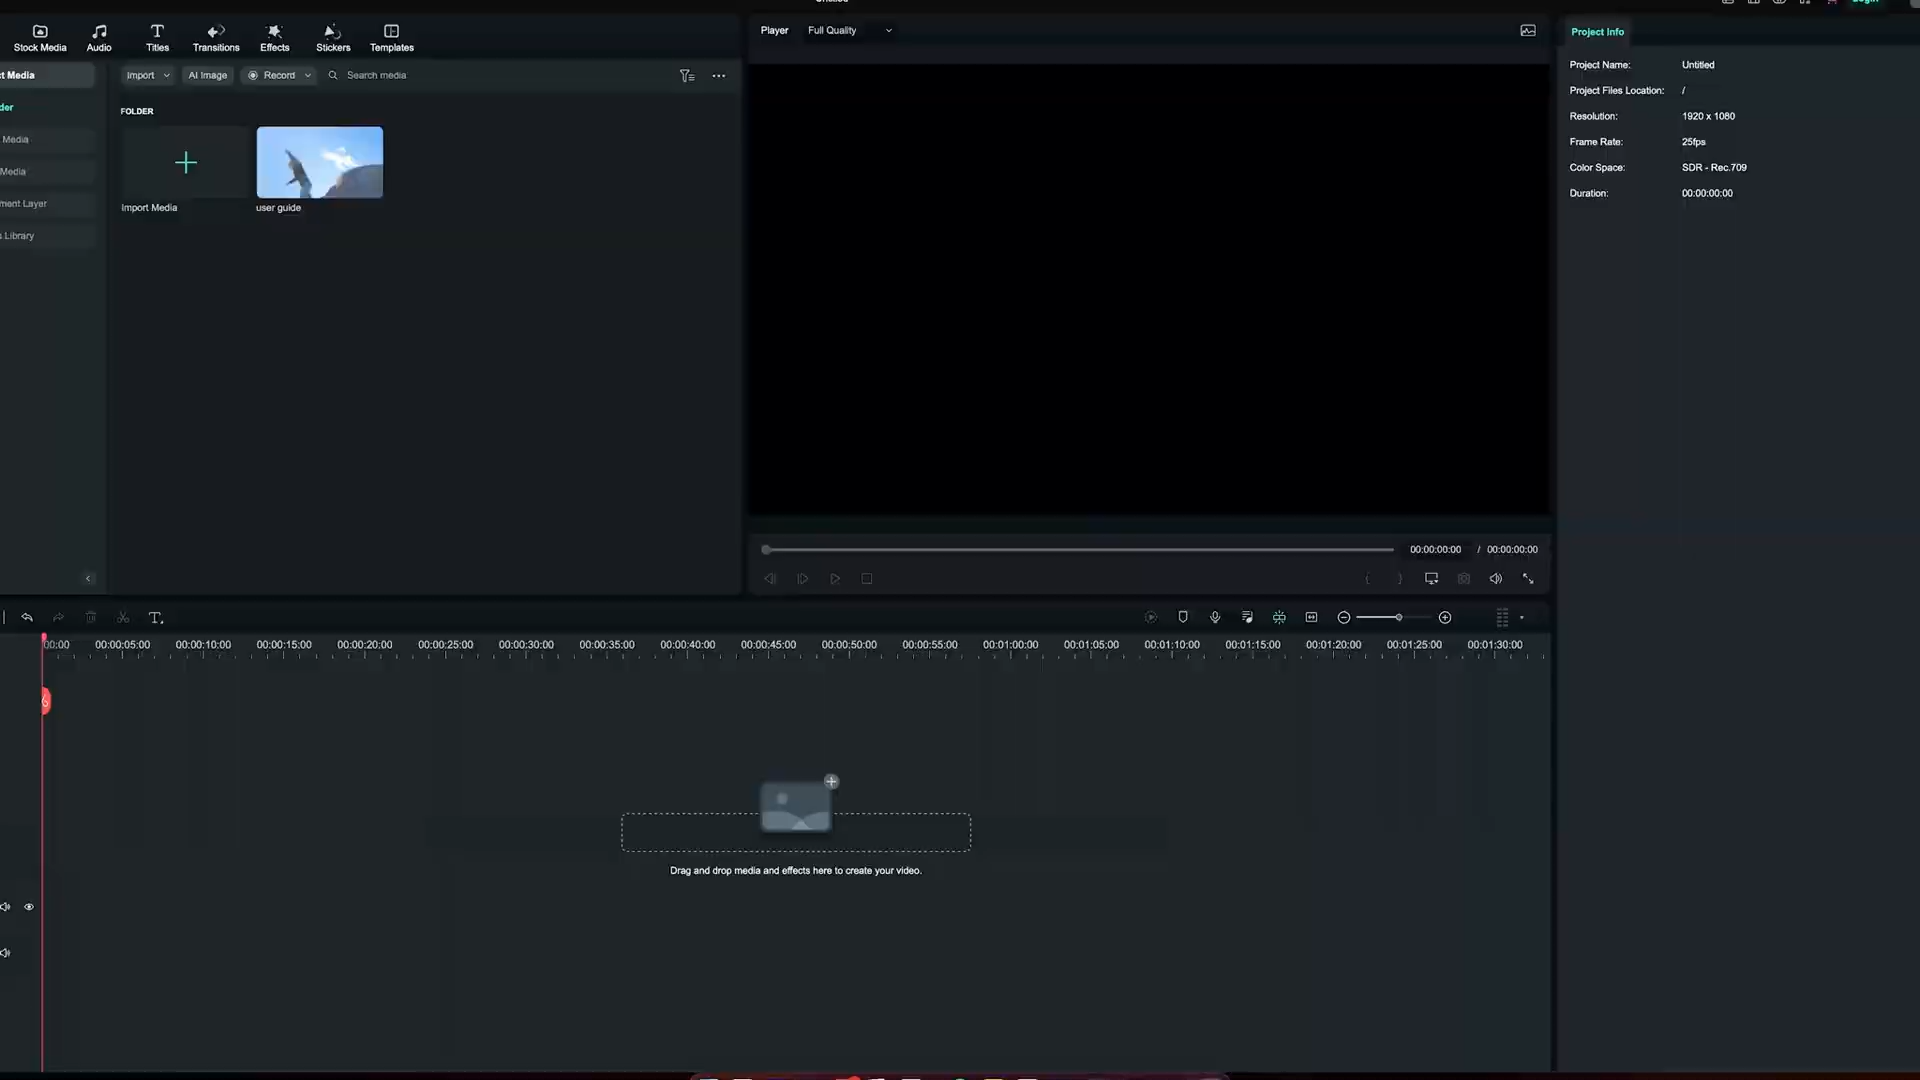 Stock Media
Audio
Titles
Transitions
Effects
Stickers
Templates
Player
Full Quality
Project Info
Media
Import
AI Image
Record
Search media
Project Name:
Untitled
Project Files Location:
/
Resolution:
1920 x 1080
Frame Rate:
25fps
Color Space:
SDR - Rec.709
Duration:
00:00:00:00
FOLDER
Media
Media
Layer
Library
Import Media
user guide
00:00:00:00
/
00:00:00:00
00:00
00:00:05:00
00:00:10:00
00:00:15:00
00:00:20:00
00:00:25:00
00:00:30:00
00:00:35:00
00:00:40:00
00:00:45:00
00:00:50:00
00:00:55:00
00:01:00:00
00:01:05:00
00:01:10:00
00:01:15:00
00:01:20:00
00:01:25:00
00:01:30:00
Drag and drop media and effects here to create your video.